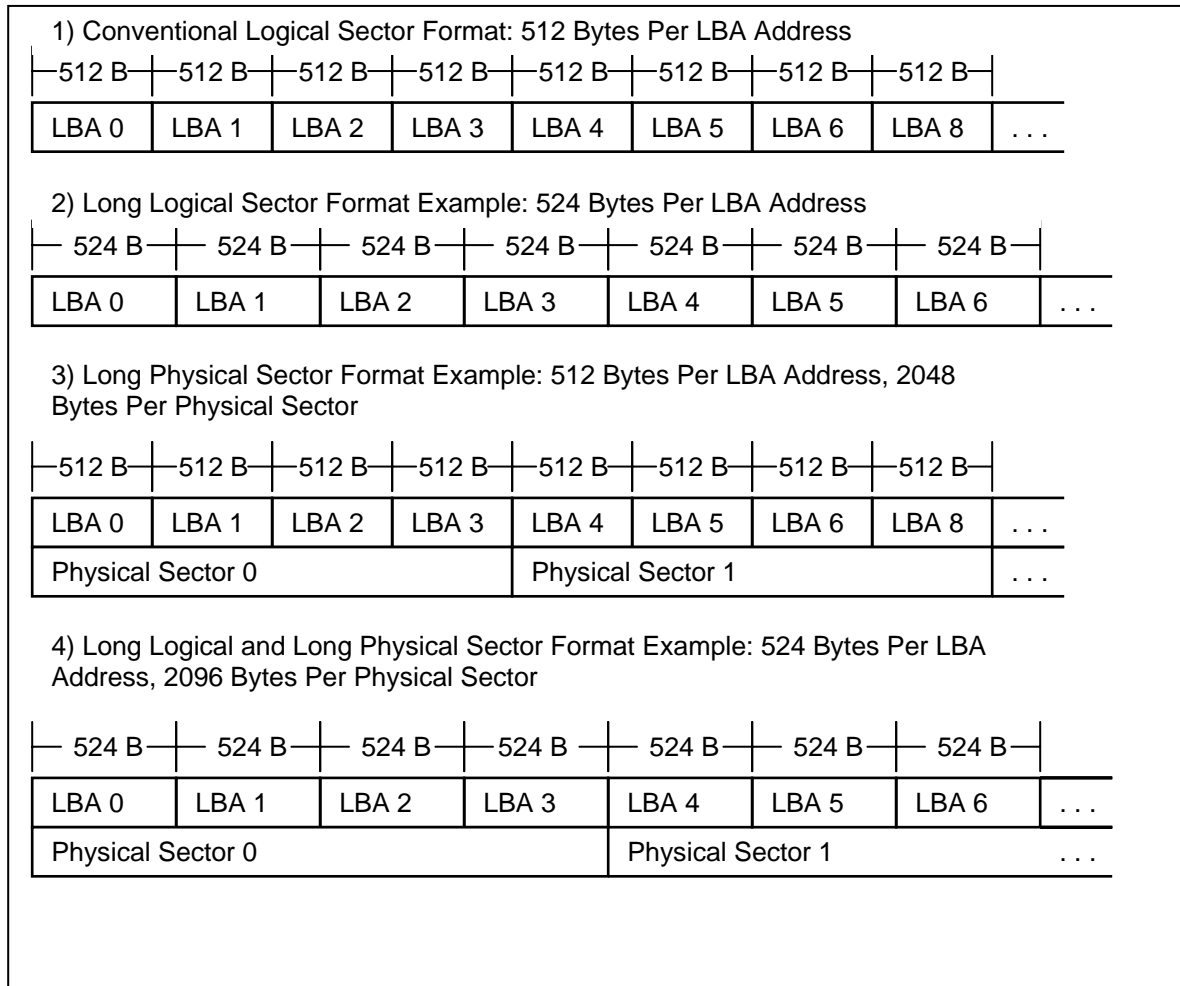 1) Conventional Logical Sector Format: 512 Bytes Per LBA Address
512 B 512 B 512 B 512 B 512 B 512 B 512 B 512 B
LBA 0 LBA 1 LBA 2 LBA 3 LBA 4 LBA 5 LBA 6 LBA 8 . . .
2) Long Logical Sector Format Example: 524 Bytes Per LBA Address
524 B 524 B 524 B 524 B 524 B 524 B 524 B
LBA 0 LBA 1 LBA 2 LBA 3 LBA 4 LBA 5 LBA 6 . . .
3) Long Physical Sector Format Example: 512 Bytes Per LBA Address, 2048
Bytes Per Physical Sector
512 B 512 B 512 B 512 B 512 B 512 B 512 B 512 B
LBA 0 LBA 1 LBA 2 LBA 3 LBA 4 LBA 5 LBA 6 LBA 8 . . .
Physical Sector 0 Physical Sector 1 . . .
4) Long Logical and Long Physical Sector Format Example: 524 Bytes Per LBA
Address, 2096 Bytes Per Physical Sector
524 B 524 B 524 B 524 B 524 B 524 B 524 B
LBA 0 LBA 1 LBA 2 LBA 3 LBA 4 LBA 5 LBA 6 . . .
Physical Sector 0 Physical Sector 1 . . .